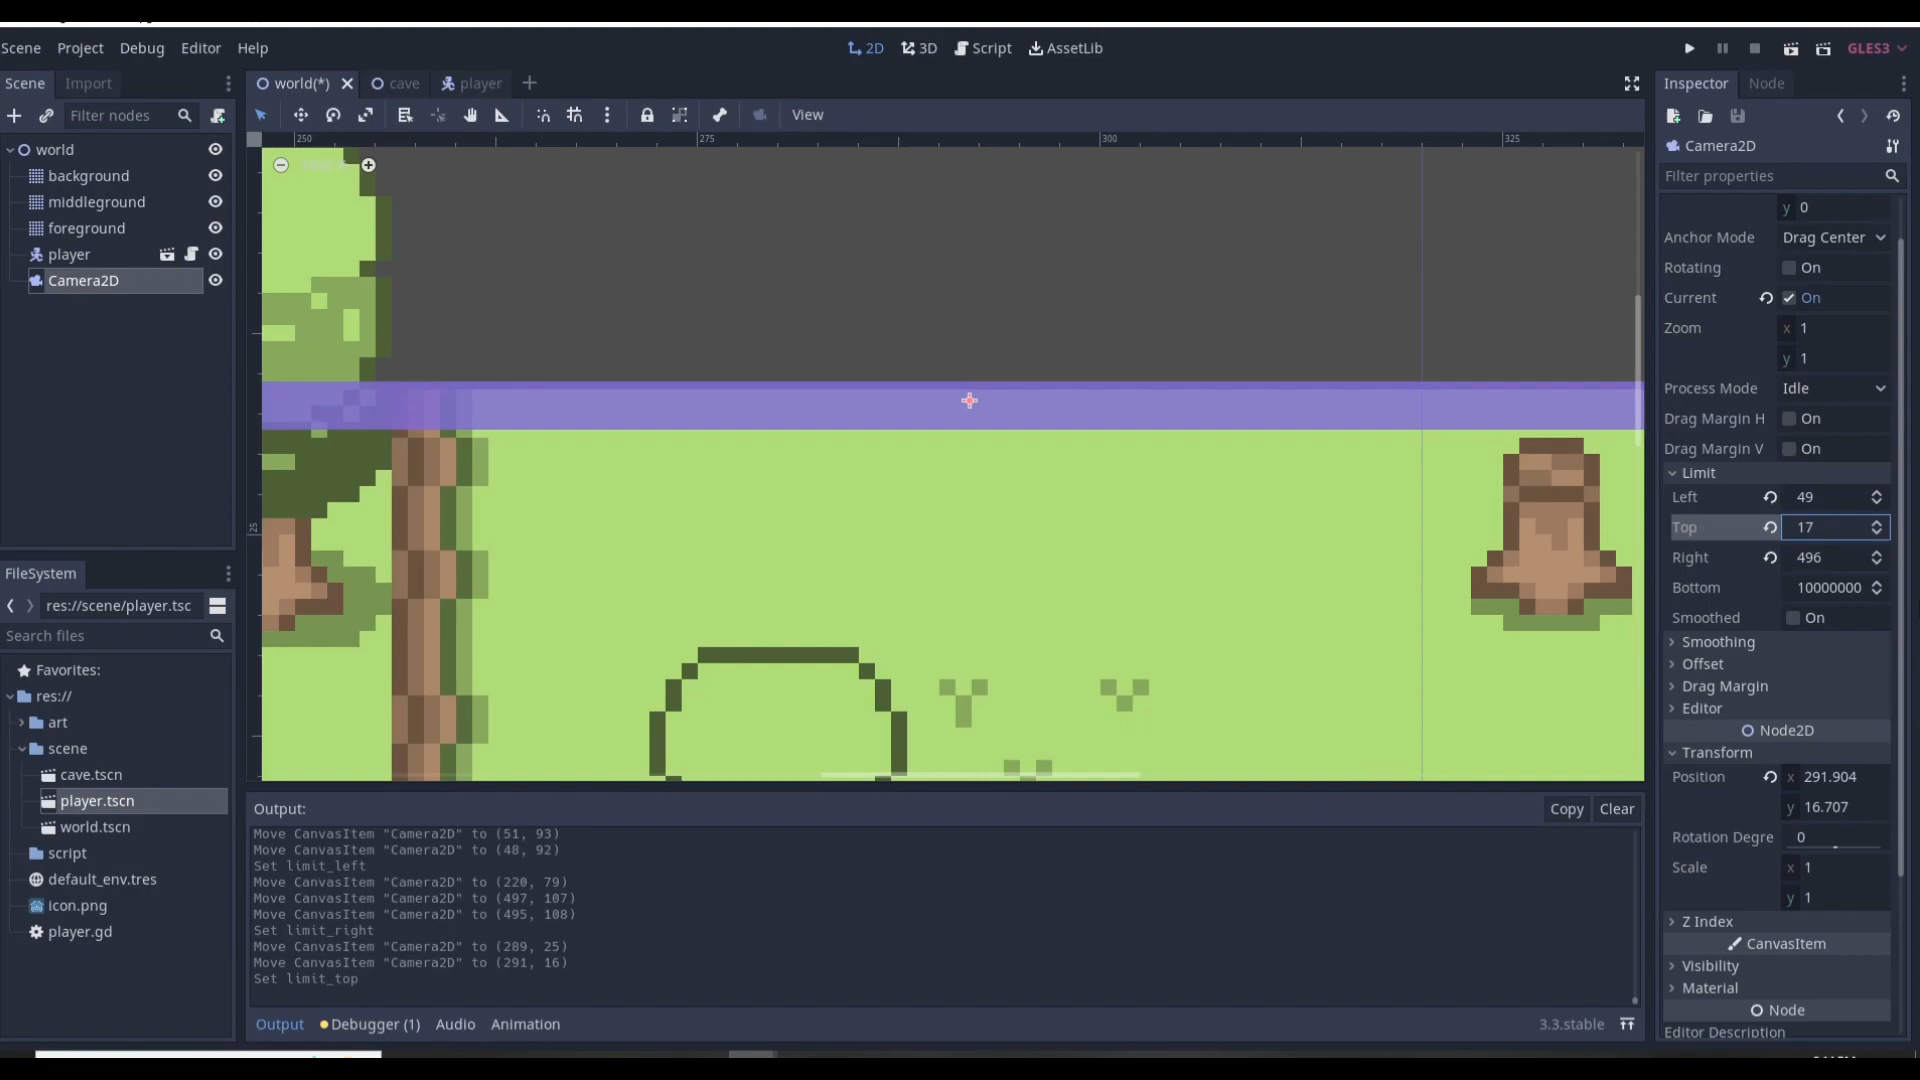 Scene Project Debug Editor Help
2D 3D Script AssetLib
GLES3
Scene Import
world(*) cave player
Inspector Node
Filter nodes
View
Camera2D
Filter properties
world
background
middleground
foreground
player
Camera2D
250 275 300 325
25
y 0
Anchor Mode Drag Center
Rotating On
Current On
Zoom x 1
y 1
Process Mode Idle
Drag Margin H On
Drag Margin V On
Limit
Left 49
Top 17
Right 496
Bottom 10000000
Smoothed On
Smoothing
Offset
Drag Margin
Editor
Node2D
Transform
Position x 291.904
y 16.707
Rotation Degre 0
Scale x 1
y 1
Z Index
CanvasItem
Visibility
Material
Node
Editor Description
FileSystem
res://scene/player.tsc
Search files
Favorites:
res://
art
scene
cave.tscn
player.tscn
world.tscn
script
default_env.tres
icon.png
player.gd
Output:
Copy Clear
Move CanvasItem "Camera2D" to (51, 93)
Move CanvasItem "Camera2D" to (48, 92)
Set limit_left
Move CanvasItem "Camera2D" to (220, 79)
Move CanvasItem "Camera2D" to (497, 107)
Move CanvasItem "Camera2D" to (495, 108)
Set limit_right
Move CanvasItem "Camera2D" to (289, 25)
Move CanvasItem "Camera2D" to (291, 16)
Set limit_top
Output Debugger (1) Audio Animation
3.3.stable